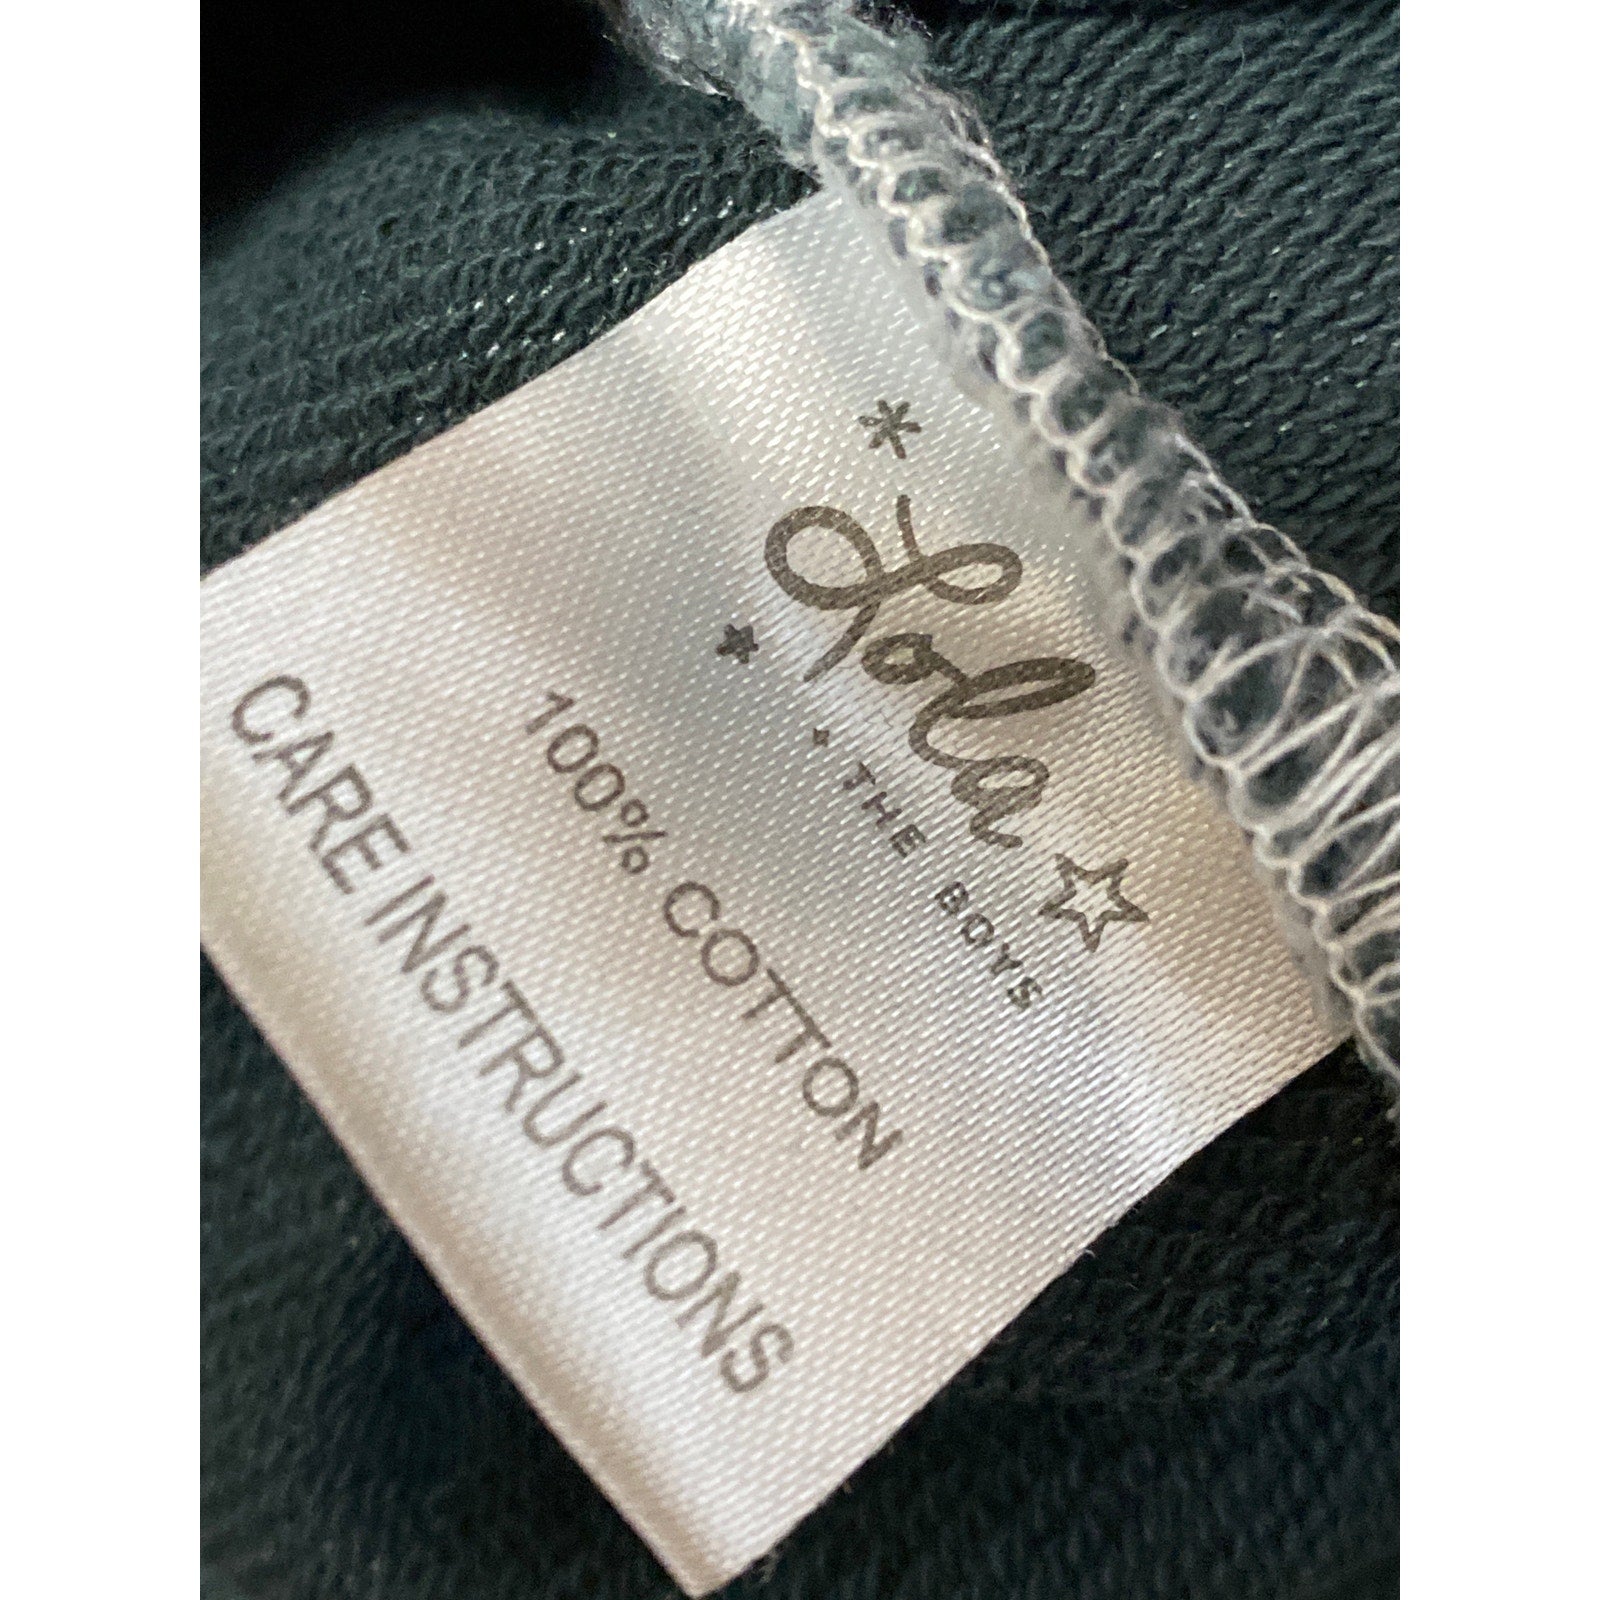 Lola
THE BOYS
100% COTTON
CARE INSTRUCTIONS